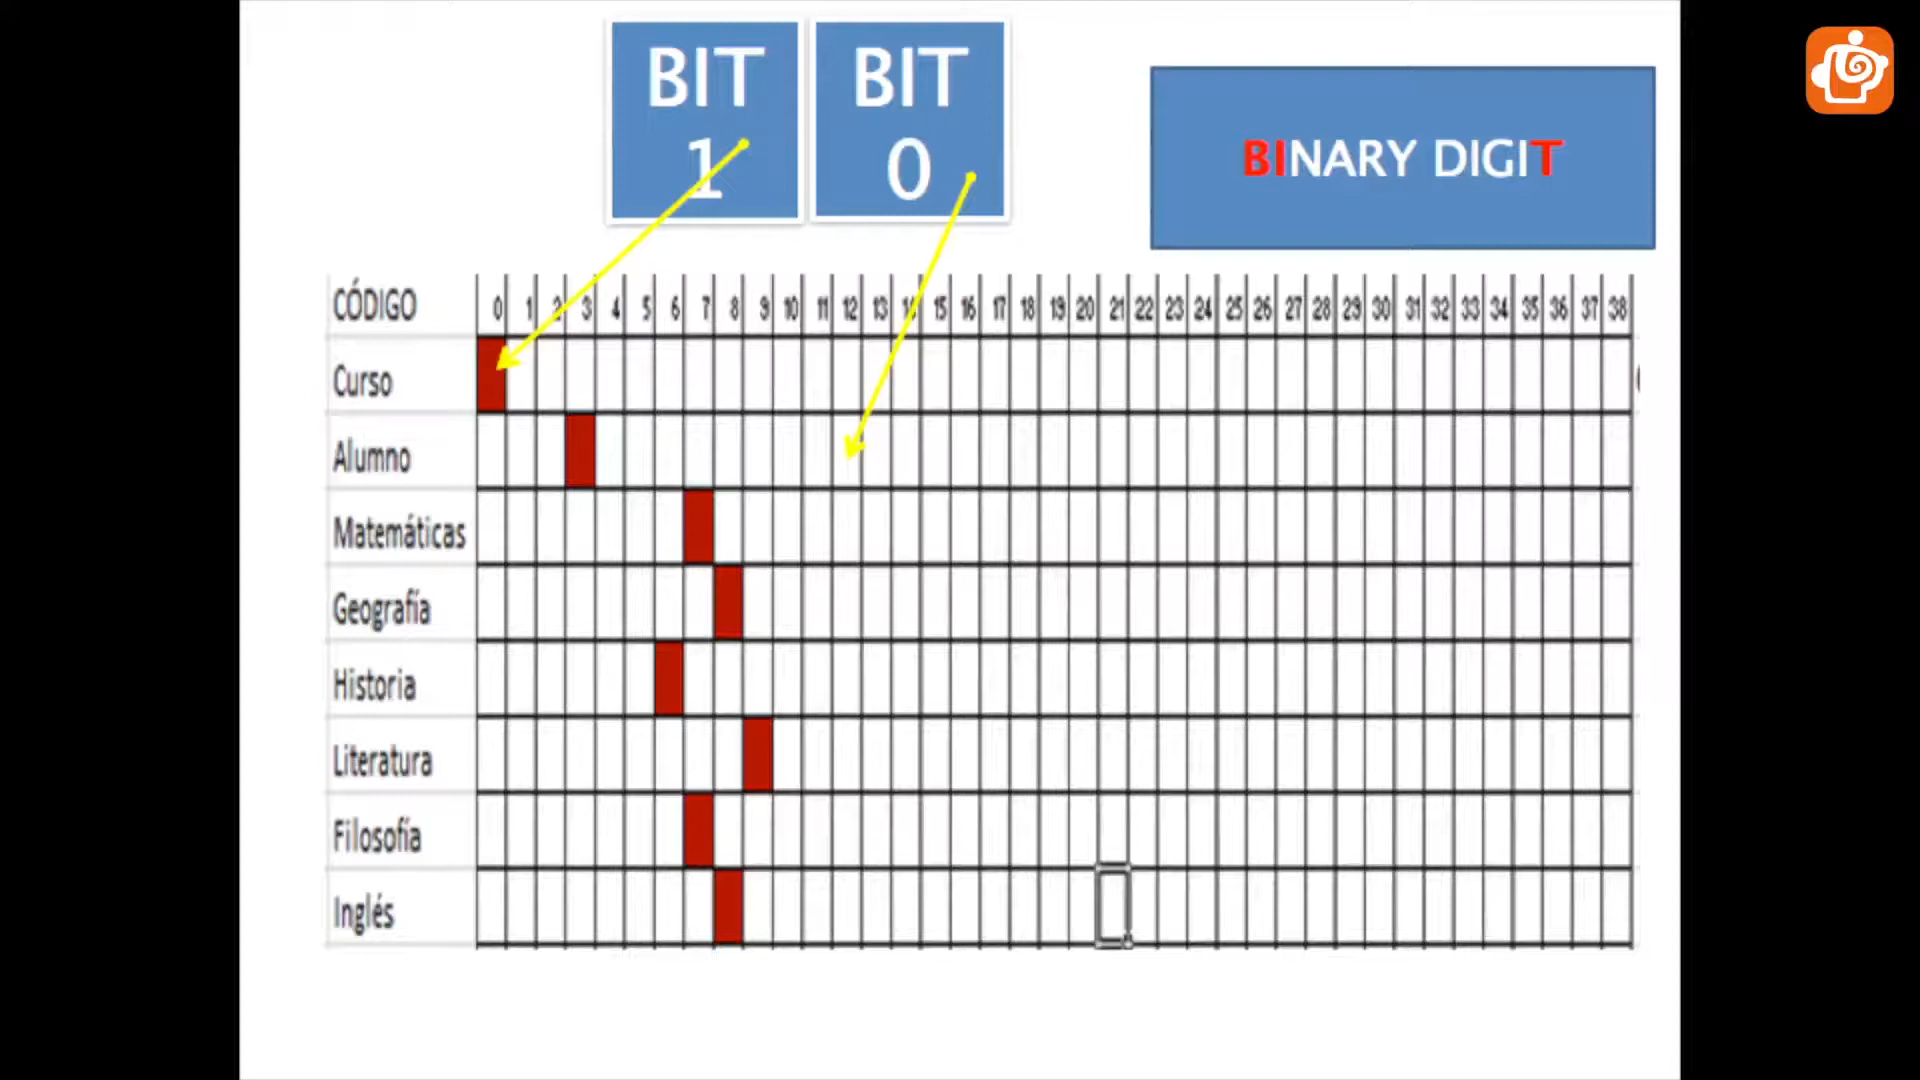 BIT
1
BIT
0
BINARY DIGIT
CÓDIGO 0 1 2 3 4 5 6 7 8 9 10 11 12 13 14 15 16 17 18 19 20 21 22 23 24 25 26 27 28 29 30 31 32 33 34 35 36 37 38
Curso
Alumno
Matemáticas
Geografía
Historia
Literatura
Filosofía
Inglés